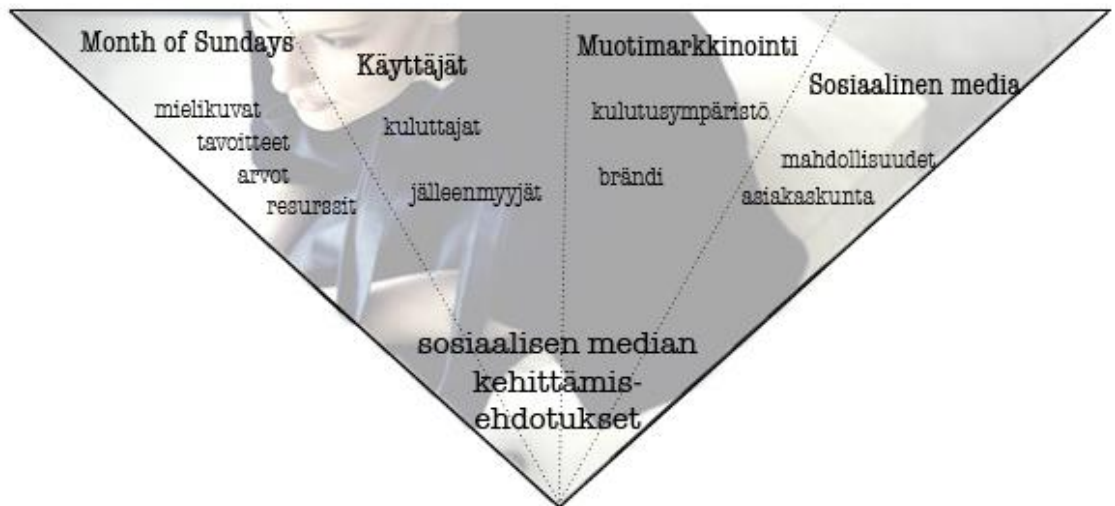 Month of Sundays
mielikuvat
tavoitteet
arvot
resurssit
Käyttäjät
kuluttajat
jälleenmyyjät
Muotimarkkinointi
kulutusympäristö
brändi
Sosiaalinen media
mahdollisuudet
asiakaskunta
sosiaalisen median
kehittämis-
ehdotukset